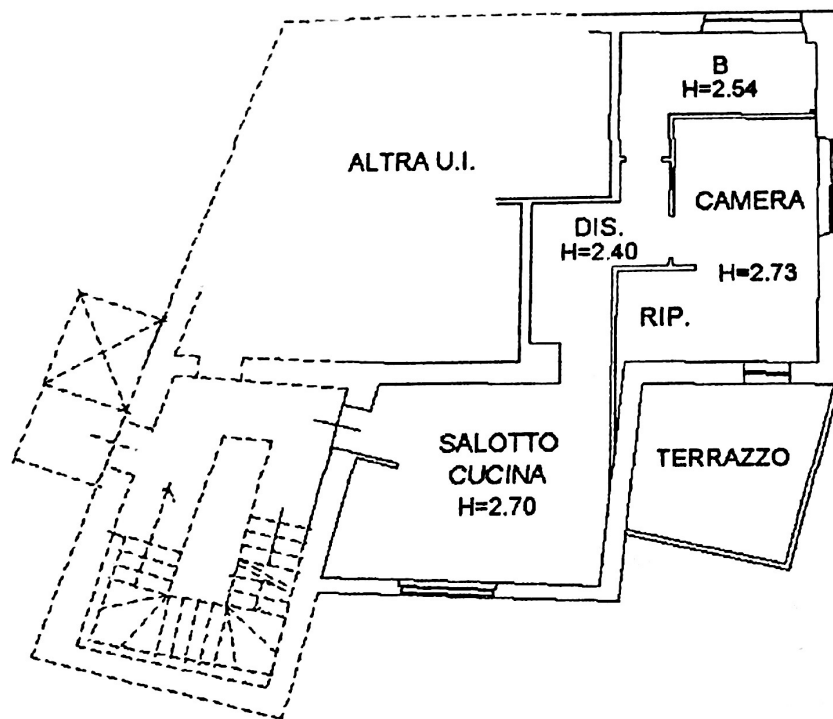 B
H=2.54
ALTRA U.I.
CAMERA
DIS.
H=2.40
H=2.73
RIP.
SALOTTO
CUCINA
H=2.70
TERRAZZO